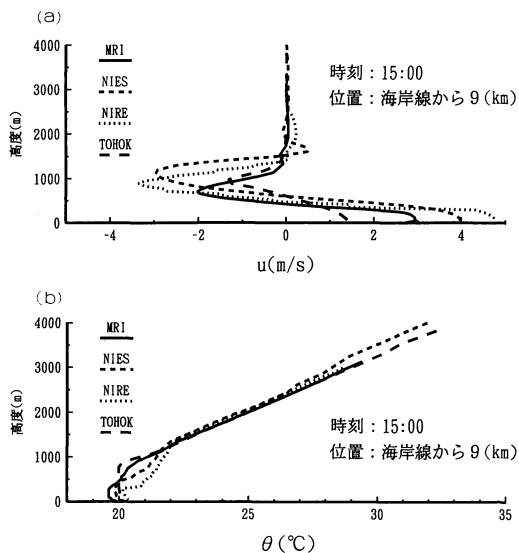 (a)
MRI
NIES
NIRE
TOHOK
時刻：15:00
位置：海岸線から９(km)
高度(m)
4000
3000
2000
1000
0
-4
-2
0
2
4
u(m/s)
(b)
MRI
NIES
NIRE
TOHOK
時刻：15:00
位置：海岸線から９(km)
高度(m)
4000
3000
2000
1000
0
20
25
30
35
θ(℃)